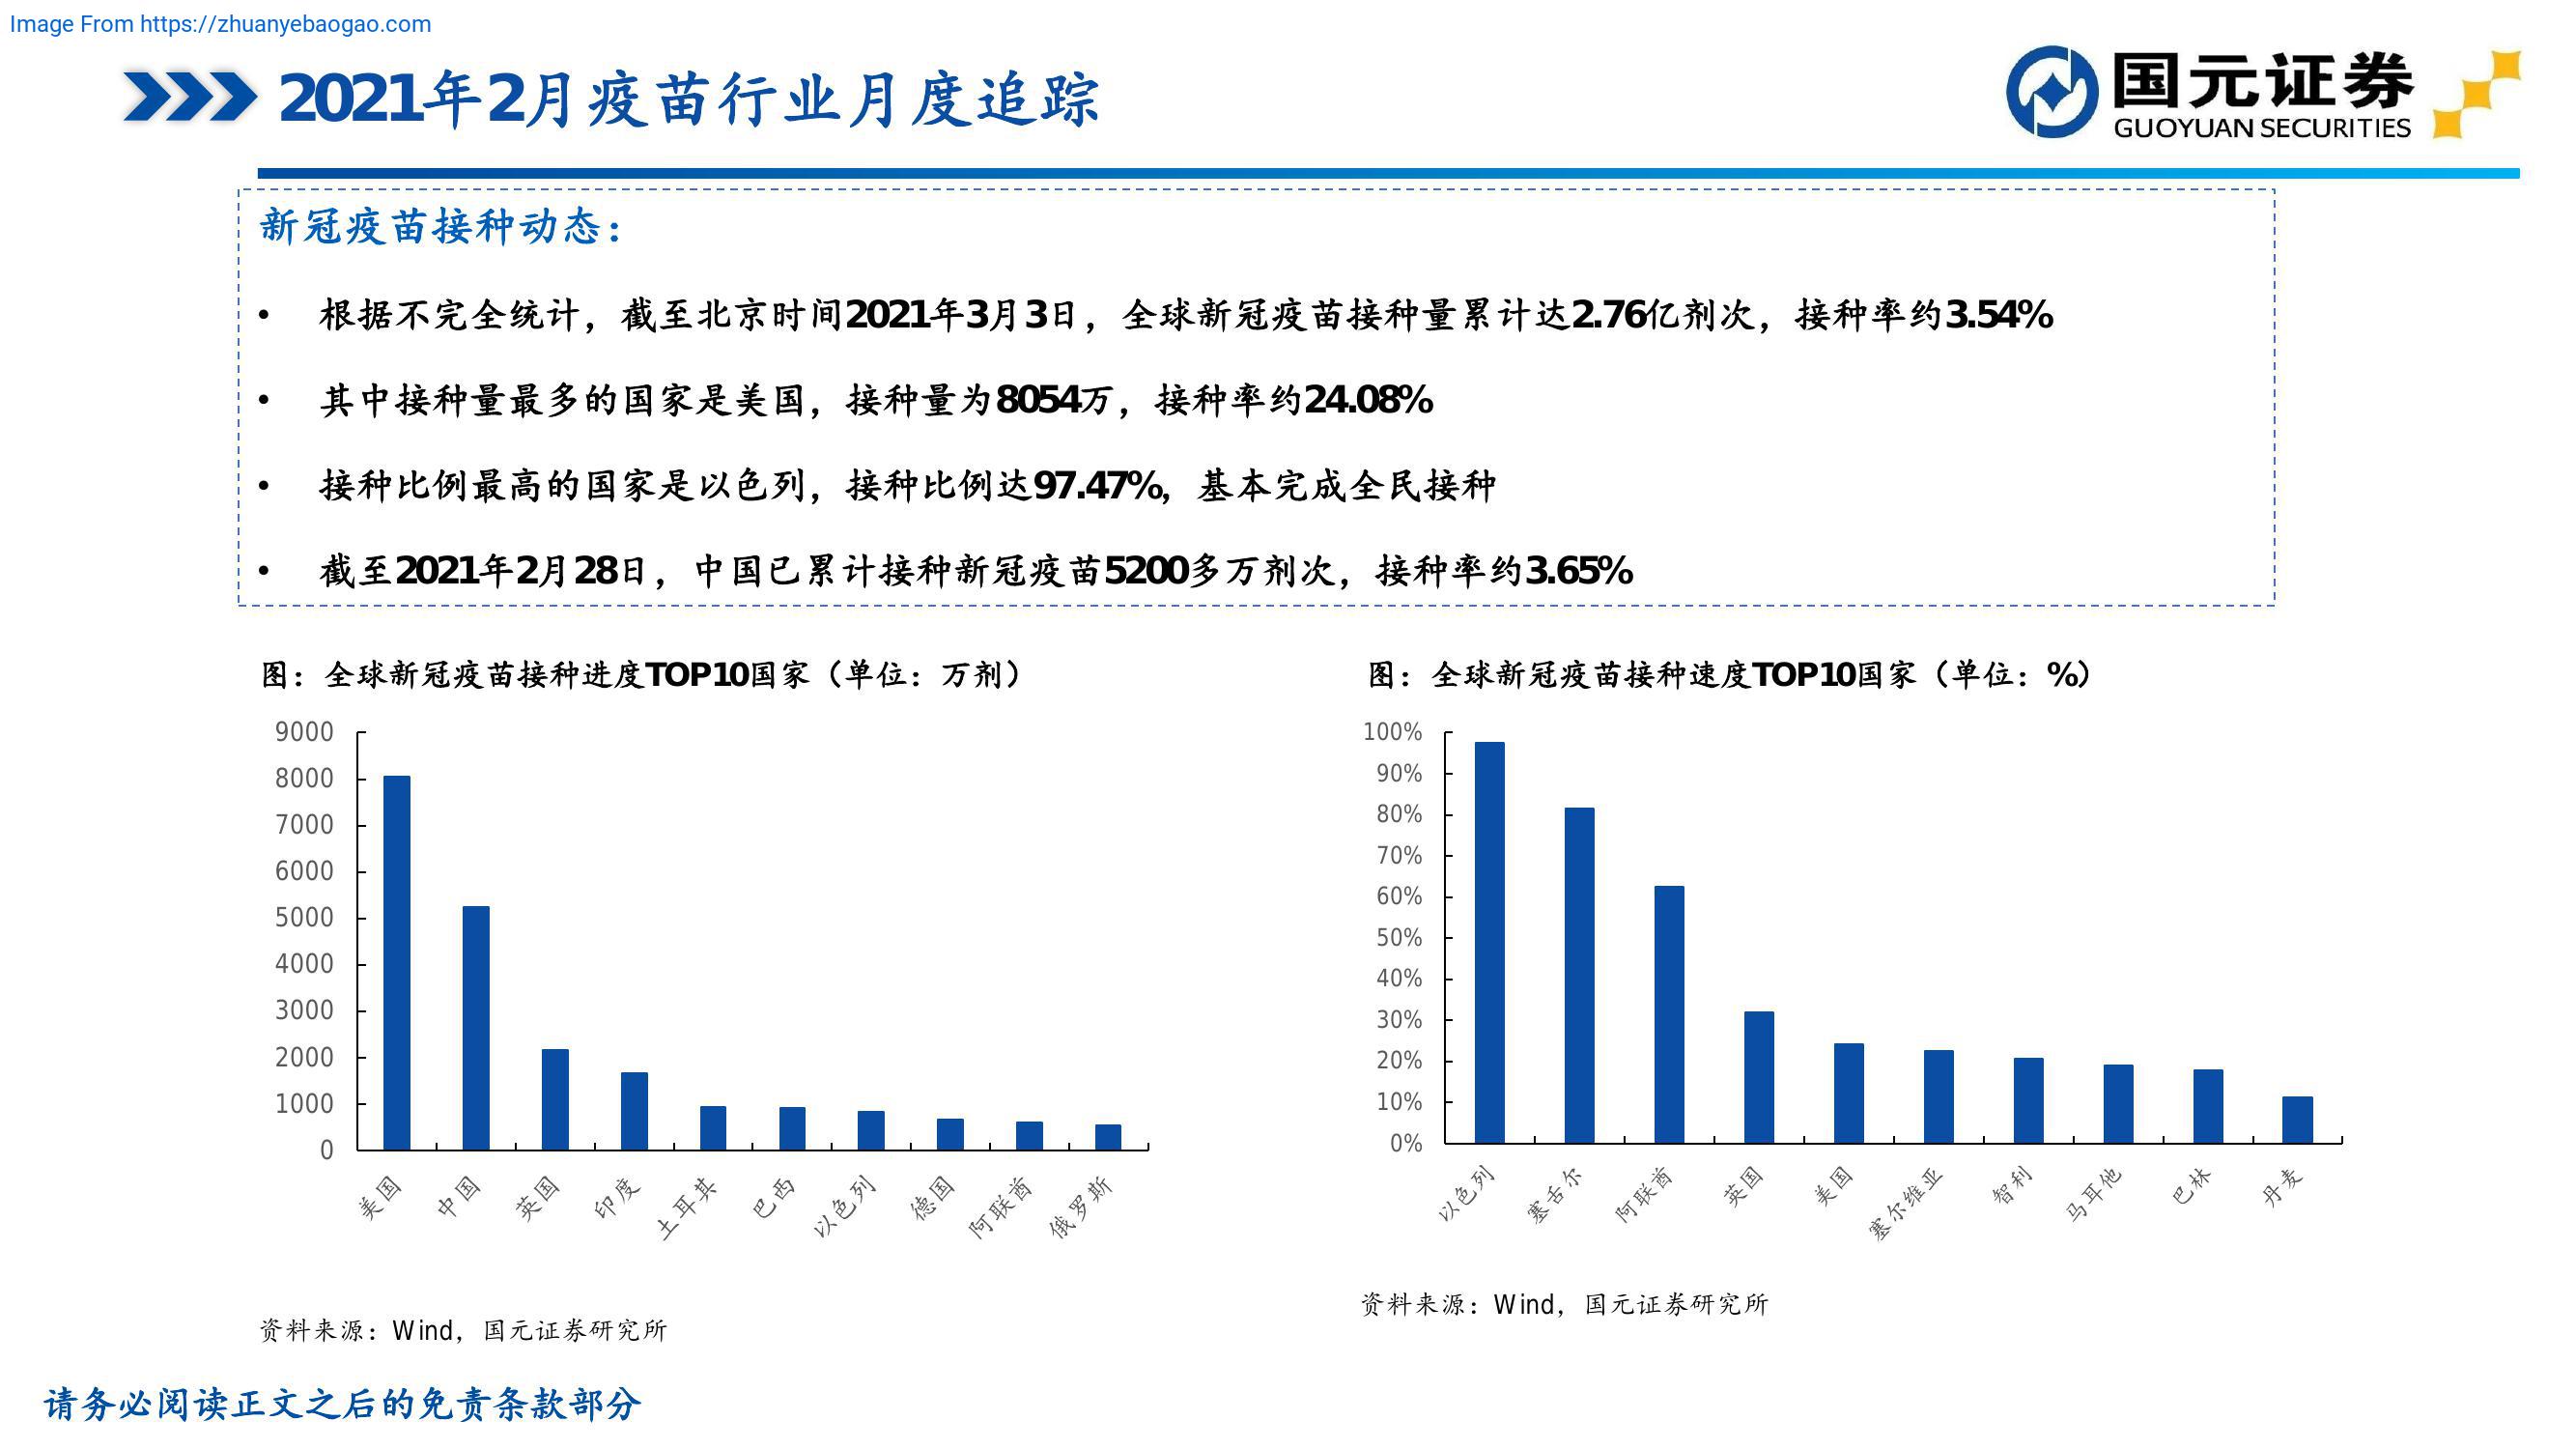 Image From https://zhuanyebaogao.com
2021年2月疫苗行业月度追踪
国元证券
GUOYUAN SECURITIES
新冠疫苗接种动态：
• 根据不完全统计，截至北京时间2021年3月3日，全球新冠疫苗接种量累计达2.76亿剂次，接种率约3.54%
• 其中接种量最多的国家是美国，接种量为8054万，接种率约24.08%
• 接种比例最高的国家是以色列，接种比例达97.47%，基本完成全民接种
• 截至2021年2月28日，中国已累计接种新冠疫苗5200多万剂次，接种率约3.65%
图：全球新冠疫苗接种进度TOP10国家（单位：万剂）
9000
8000
7000
6000
5000
4000
3000
2000
1000
0
美国
中国
英国
印度
土耳其
巴西
以色列
德国
阿联酋
俄罗斯
资料来源：Wind，国元证券研究所
图：全球新冠疫苗接种速度TOP10国家（单位：%）
100%
90%
80%
70%
60%
50%
40%
30%
20%
10%
0%
以色列
塞舌尔
阿联酋
英国
美国
塞尔维亚
智利
马耳他
巴林
丹麦
资料来源：Wind，国元证券研究所
请务必阅读正文之后的免责条款部分